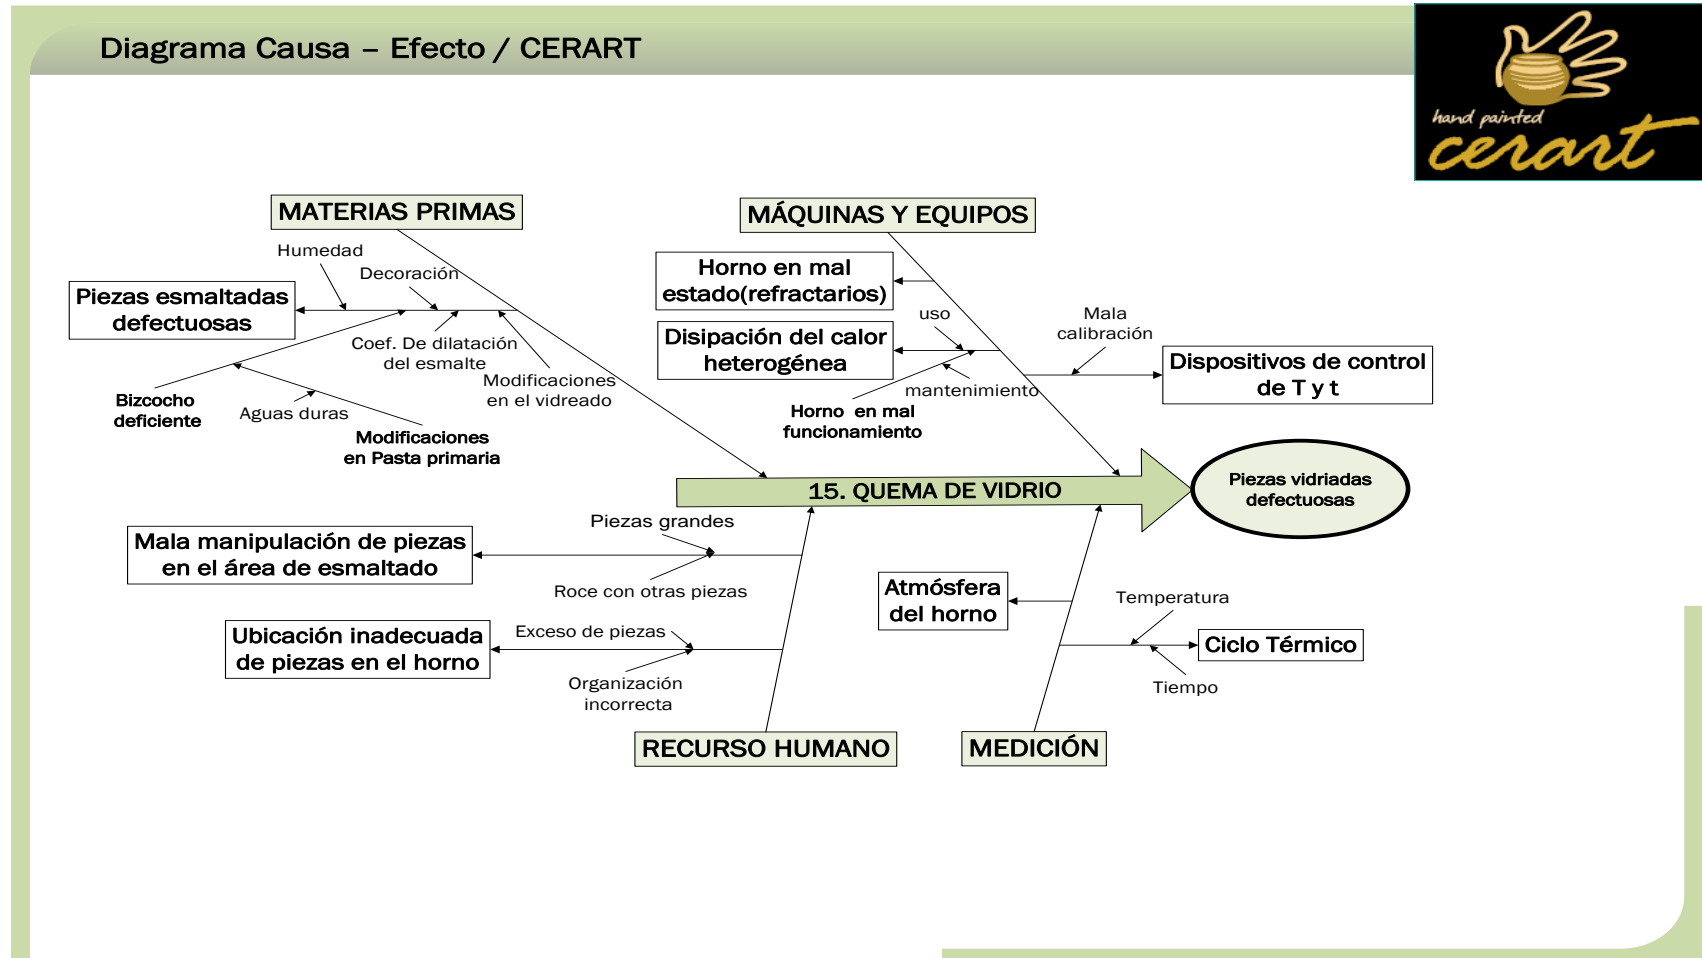 Diagrama Causa – Efecto / CERART
hand painted
cerart
MATERIAS PRIMAS
Humedad
Decoración
Piezas esmaltadas
defectuosas
Coef. De dilatación
del esmalte
Modificaciones
en el vidreado
Bizcocho
deficiente
Aguas duras
Modificaciones
en Pasta primaria
MÁQUINAS Y EQUIPOS
Horno en mal
estado(refractarios)
uso
Disipación del calor
heterogénea
mantenimiento
Horno en mal
funcionamiento
Mala
calibración
Dispositivos de control
de T y t
15. QUEMA DE VIDRIO
Piezas vidriadas
defectuosas
Piezas grandes
Mala manipulación de piezas
en el área de esmaltado
Roce con otras piezas
Exceso de piezas
Ubicación inadecuada
de piezas en el horno
Organización
incorrecta
RECURSO HUMANO
Atmósfera
del horno
Temperatura
Ciclo Térmico
Tiempo
MEDICIÓN